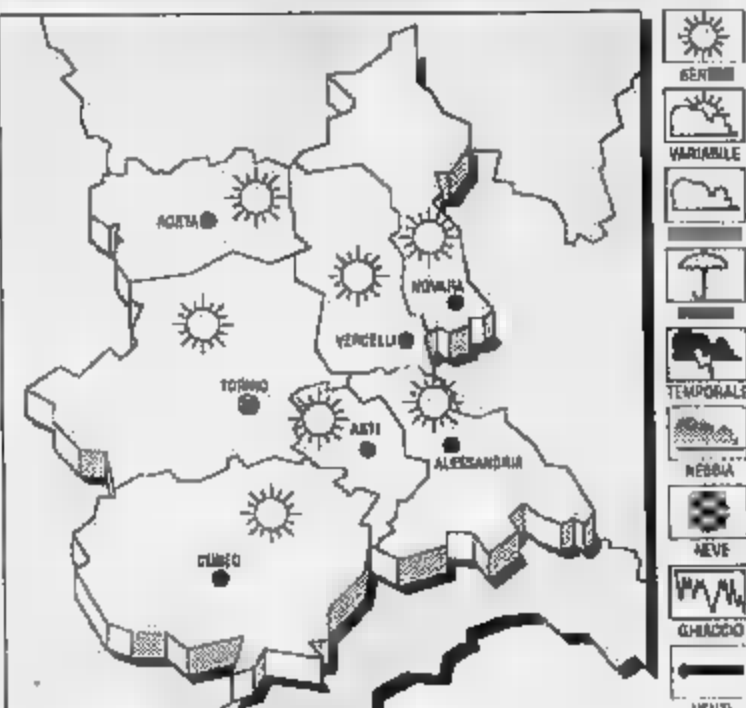 AOSTA
NOVARA
VERCELLI
TORINO
ASTI
ALESSANDRIA
CUNEO
VARIABILE
TEMPORALE
NEBBIA
NEVE
GHIACCIO